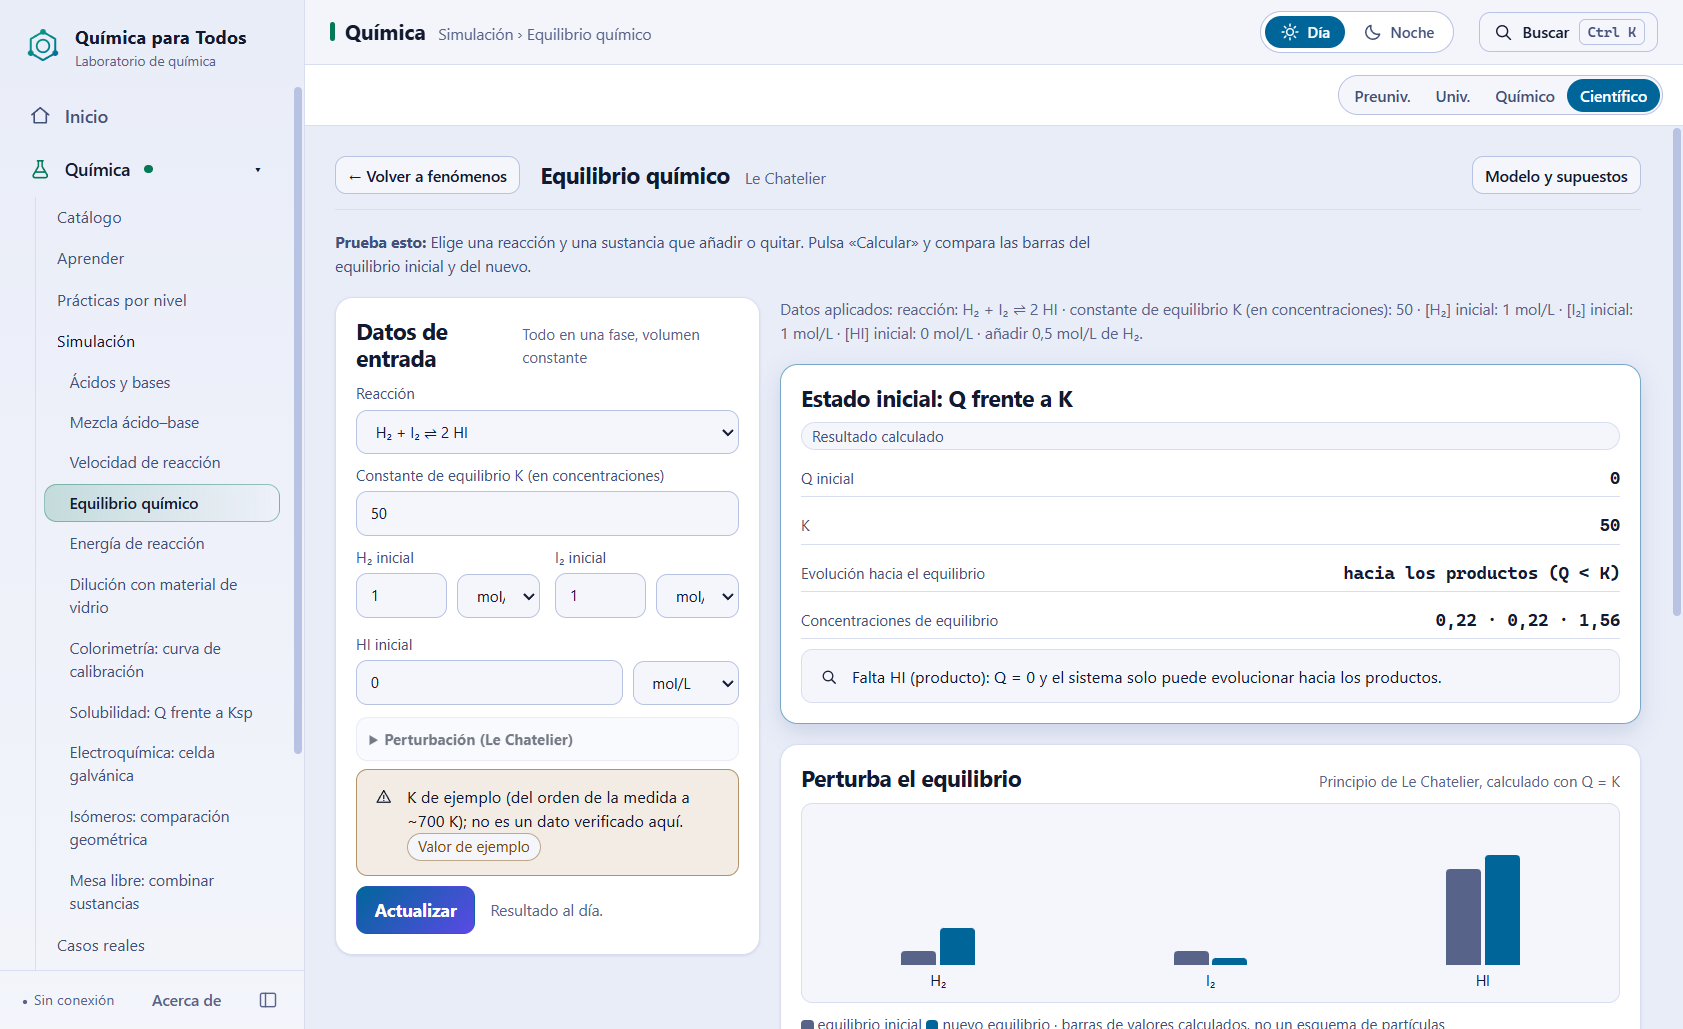 Química para Todos
Laboratorio de química
Inicio
Química
Catálogo
Aprender
Prácticas por nivel
Simulación
Ácidos y bases
Mezcla ácido–base
Velocidad de reacción
Equilibrio químico
Energía de reacción
Dilución con material de
vidrio
Colorimetría: curva de
calibración
Solubilidad: Q frente a Ksp
Electroquímica: celda
galvánica
Isómeros: comparación
geométrica
Mesa libre: combinar
sustancias
Casos reales
Sin conexión
Acerca de
Química
Simulación › Equilibrio químico
Día
Noche
Buscar
Ctrl K
Preuniv.
Univ.
Químico
Científico
← Volver a fenómenos
Equilibrio químico
Le Chatelier
Modelo y supuestos
Prueba esto: Elige una reacción y una sustancia que añadir o quitar. Pulsa «Calcular» y compara las barras del
equilibrio inicial y del nuevo.
Datos de
entrada
Todo en una fase, volumen
constante
Reacción
H₂ + I₂ ⇌ 2 HI
Constante de equilibrio K (en concentraciones)
50
H₂ inicial
I₂ inicial
1
mol/
1
mol/
HI inicial
0
mol/L
▶ Perturbación (Le Chatelier)
K de ejemplo (del orden de la medida a
~700 K); no es un dato verificado aquí.
Valor de ejemplo
Actualizar
Resultado al día.
Datos aplicados: reacción: H₂ + I₂ ⇌ 2 HI · constante de equilibrio K (en concentraciones): 50 · [H₂] inicial: 1 mol/L · [I₂] inicial:
1 mol/L · [HI] inicial: 0 mol/L · añadir 0,5 mol/L de H₂.
Estado inicial: Q frente a K
Resultado calculado
Q inicial
0
K
50
Evolución hacia el equilibrio
hacia los productos (Q < K)
Concentraciones de equilibrio
0,22 · 0,22 · 1,56
Falta HI (producto): Q = 0 y el sistema solo puede evolucionar hacia los productos.
Perturba el equilibrio
Principio de Le Chatelier, calculado con Q = K
H₂
I₂
HI
equilibrio inicial
nuevo equilibrio · barras de valores calculados, no un esquema de partículas